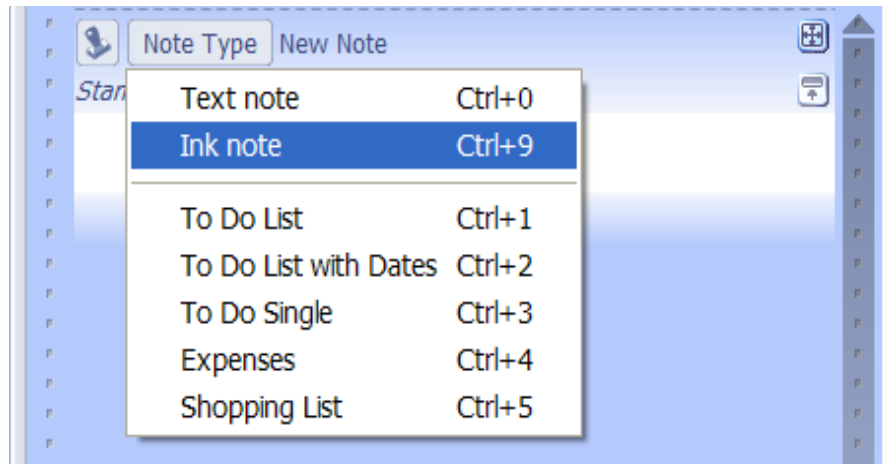 Note Type New Note
Stan
Text note Ctrl+0
Ink note Ctrl+9
To Do List Ctrl+1
To Do List with Dates Ctrl+2
To Do Single Ctrl+3
Expenses Ctrl+4
Shopping List Ctrl+5